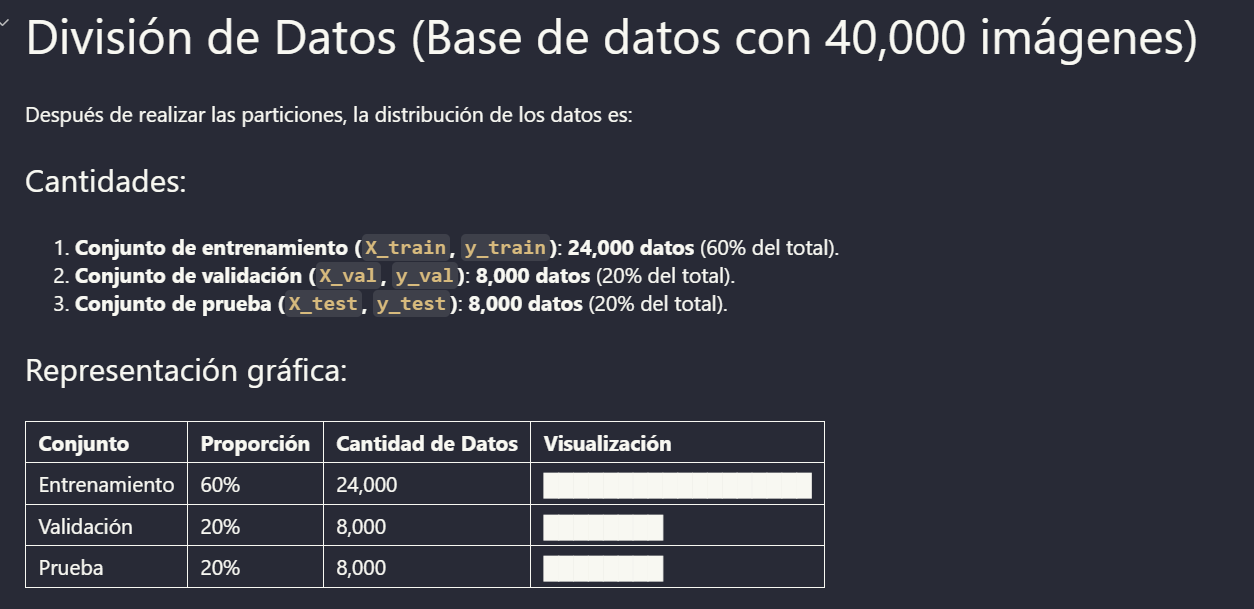 División de Datos (Base de datos con 40,000 imágenes)
Después de realizar las particiones, la distribución de los datos es:
Cantidades:
1. Conjunto de entrenamiento (X_train, y_train): 24,000 datos (60% del total).
2. Conjunto de validación (X_val, y_val): 8,000 datos (20% del total).
3. Conjunto de prueba (X_test, y_test): 8,000 datos (20% del total).
Representación gráfica:
Conjunto Proporción Cantidad de Datos Visualización
Entrenamiento 60% 24,000
Validación 20% 8,000
Prueba 20% 8,000